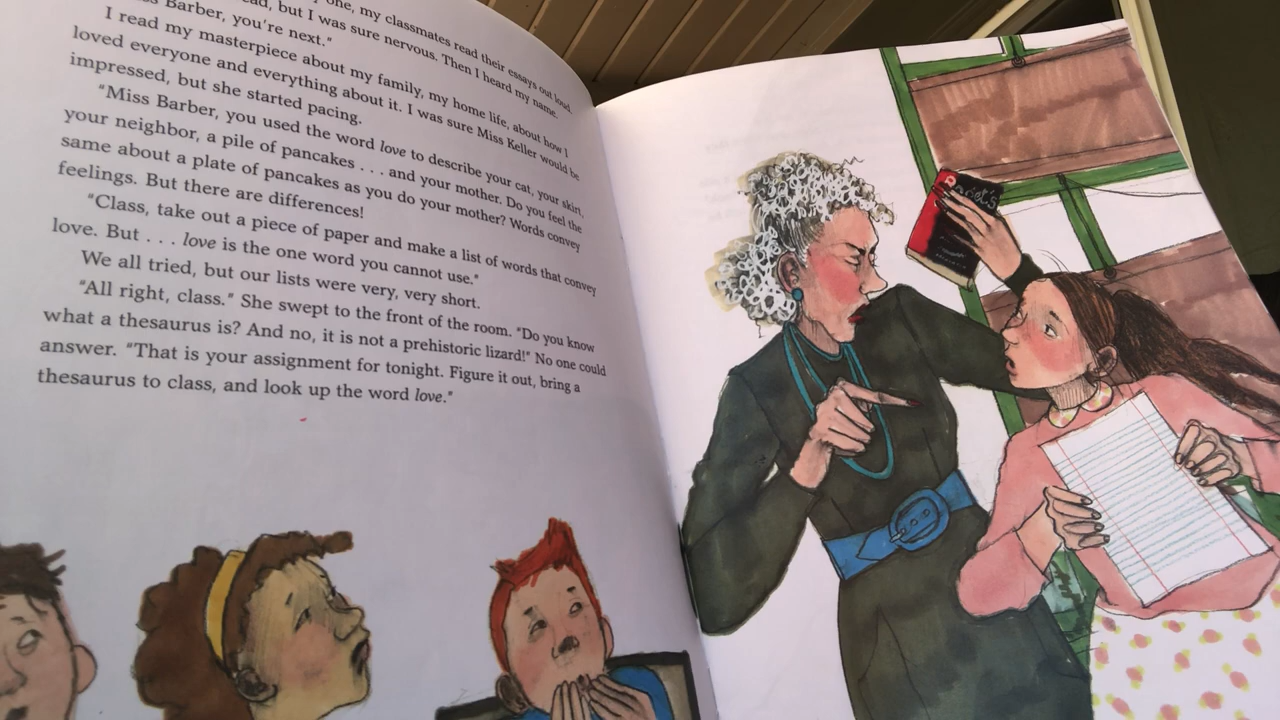 one, my classmates read their essays out loud.
ead, but I was sure nervous. Then I heard my name.
ss Barber, you're next."
I read my masterpiece about my family, my home life, about how I
loved everyone and everything about it. I was sure Miss Keller would be
impressed, but she started pacing.
"Miss Barber, you used the word love to describe your cat, your skirt,
your neighbor, a pile of pancakes . . . and your mother. Do you feel the
same about a plate of pancakes as you do your mother? Words convey
feelings. But there are differences!
"Class, take out a piece of paper and make a list of words that convey
love. But . . . love is the one word you cannot use."
We all tried, but our lists were very, very short.
"All right, class." She swept to the front of the room. "Do you know
what a thesaurus is? And no, it is not a prehistoric lizard!" No one could
answer. "That is your assignment for tonight. Figure it out, bring a
thesaurus to class, and look up the word love."